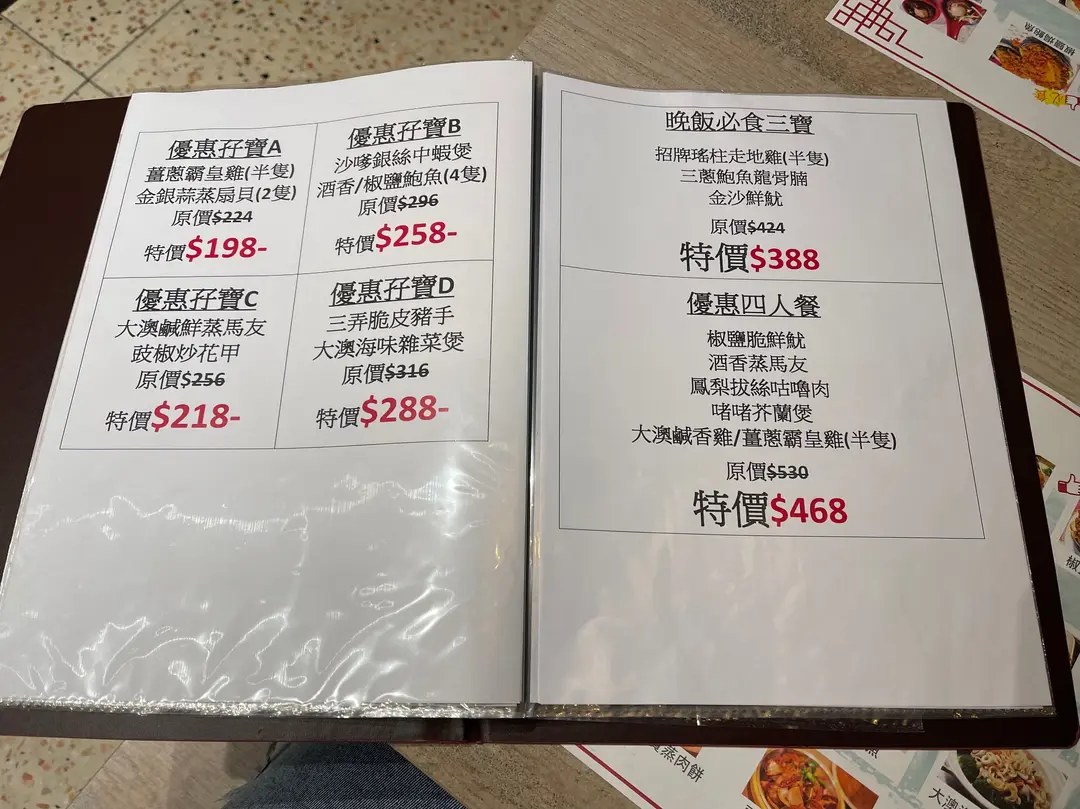 優惠孖寶A
薑蔥霸皇雞(半隻)
金銀蒜蒸扇貝(2隻)
原價$224
特價$198-
優惠孖寶B
沙嗲銀絲中蝦煲
酒香/椒鹽鮑魚(4隻)
原價$296
特價$258-
優惠孖寶C
大澳鹹鮮蒸馬友
豉椒炒花甲
原價$256
特價$218-
優惠孖寶D
三弄脆皮豬手
大澳海味雜菜煲
原價$316
特價$288-
晚飯必食三寶
招牌瑤柱走地雞(半隻)
三蔥鮑魚龍骨腩
金沙鮮魷
原價$424
特價$388
優惠四人餐
椒鹽脆鮮魷
酒香蒸馬友
鳳梨拔絲咕嚕肉
啫啫芥蘭煲
大澳鹹香雞/薑蔥霸皇雞(半隻)
原價$530
特價$468
蒸肉餅
大澳